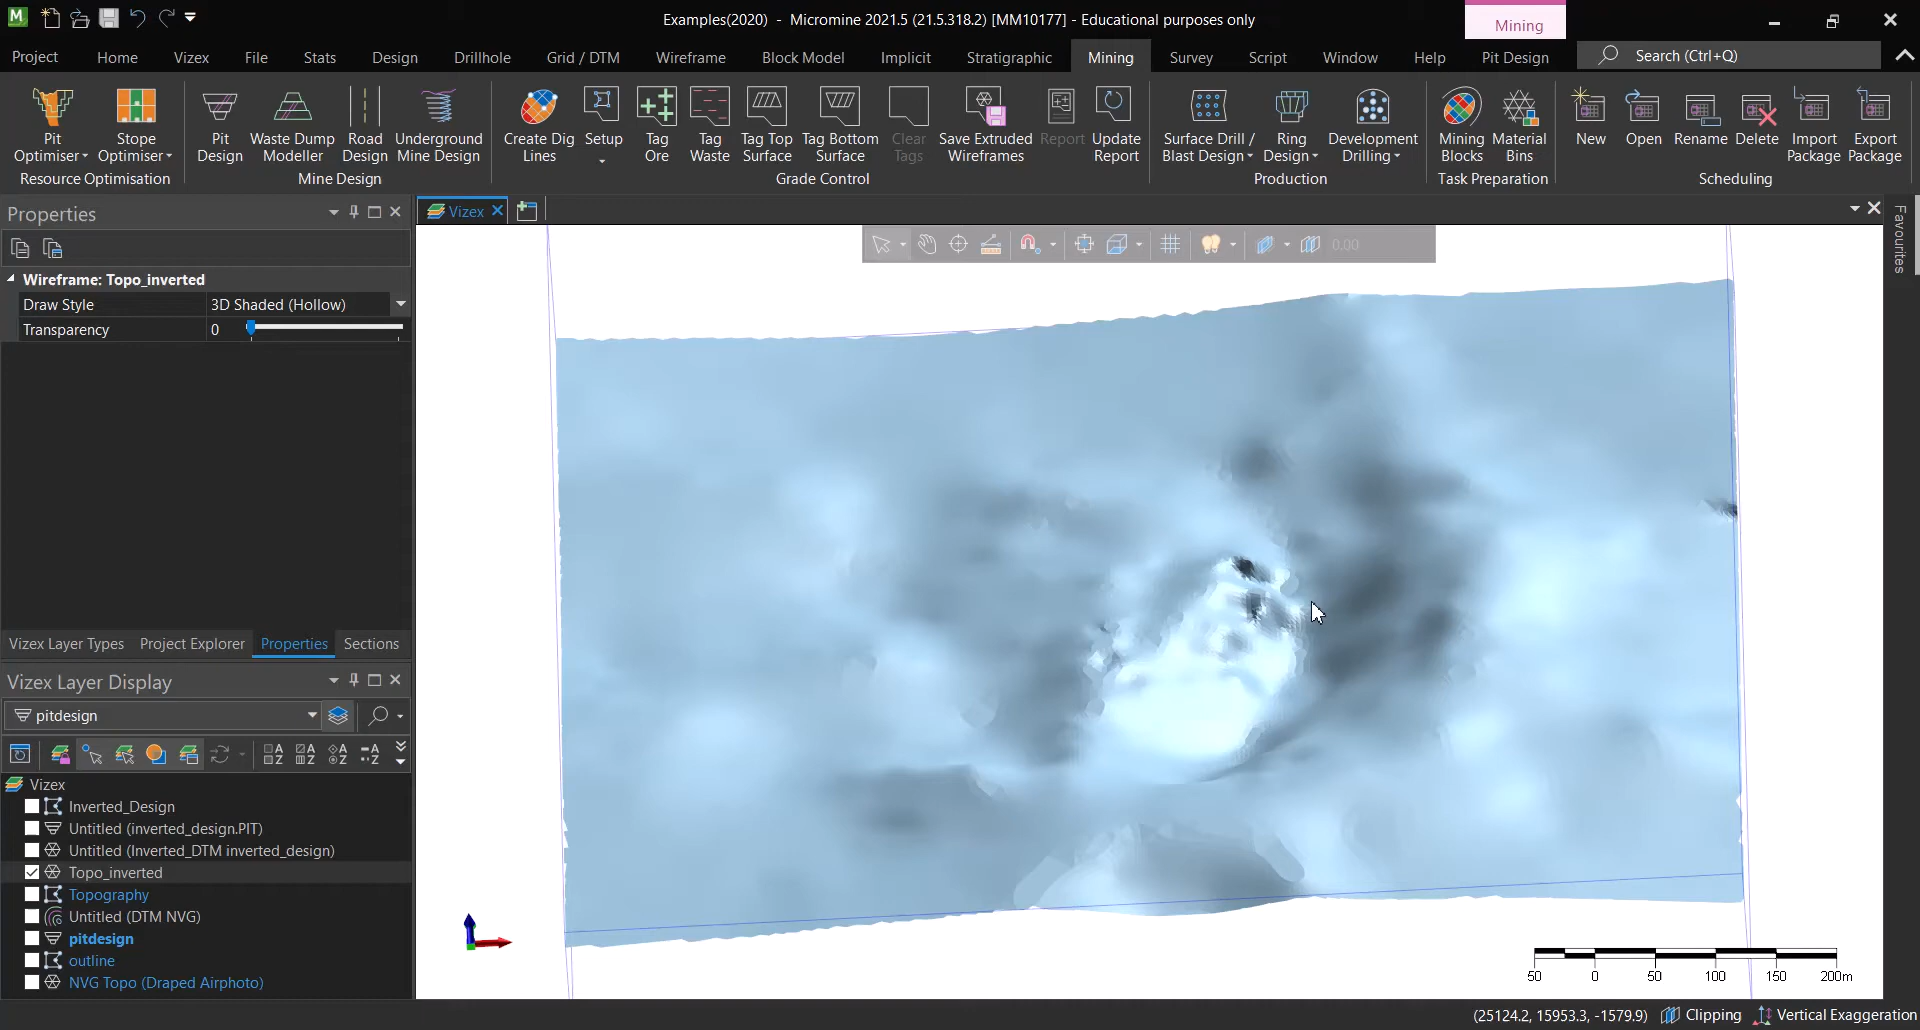 Examples(2020) - Micromine 2021.5 (21.5.318.2) [MM10177] - Educational purposes only
Mining
Project Home Vizex File Stats Design Drillhole Grid / DTM Wireframe Block Model Implicit Stratigraphic Mining Survey Script Window Help Pit Design Search (Ctrl+Q)
Pit Optimiser
Stope Optimiser
Resource Optimisation
Pit Design
Waste Dump Modeller
Road Design
Underground Mine Design
Mine Design
Create Dig Lines
Setup
Tag Ore
Tag Waste
Tag Top Surface
Tag Bottom Surface
Clear Tags
Save Extruded Wireframes
Report
Update Report
Grade Control
Surface Drill / Blast Design
Ring Design
Development Drilling
Production
Mining Blocks
Material Bins
Task Preparation
New
Open
Rename
Delete
Import Package
Export Package
Scheduling
Properties
Vizex
Favourites
0.00
Wireframe: Topo_inverted
Draw Style 3D Shaded (Hollow)
Transparency 0
Vizex Layer Types Project Explorer Properties Sections
Vizex Layer Display
pitdesign
Vizex
Inverted_Design
Untitled (inverted_design.PIT)
Untitled (Inverted_DTM inverted_design)
Topo_inverted
Topography
Untitled (DTM NVG)
pitdesign
outline
NVG Topo (Draped Airphoto)
50 0 50 100 150 200m
(25124.2, 15953.3, -1579.9) Clipping Vertical Exaggeration